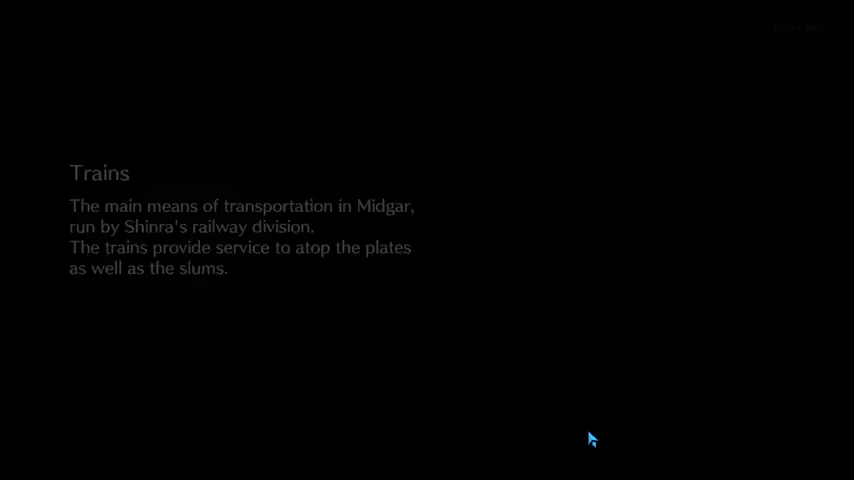 Trains
The main means of transportation in Midgar,
run by Shinra's railway division.
The trains provide service to atop the plates
as well as the slums.